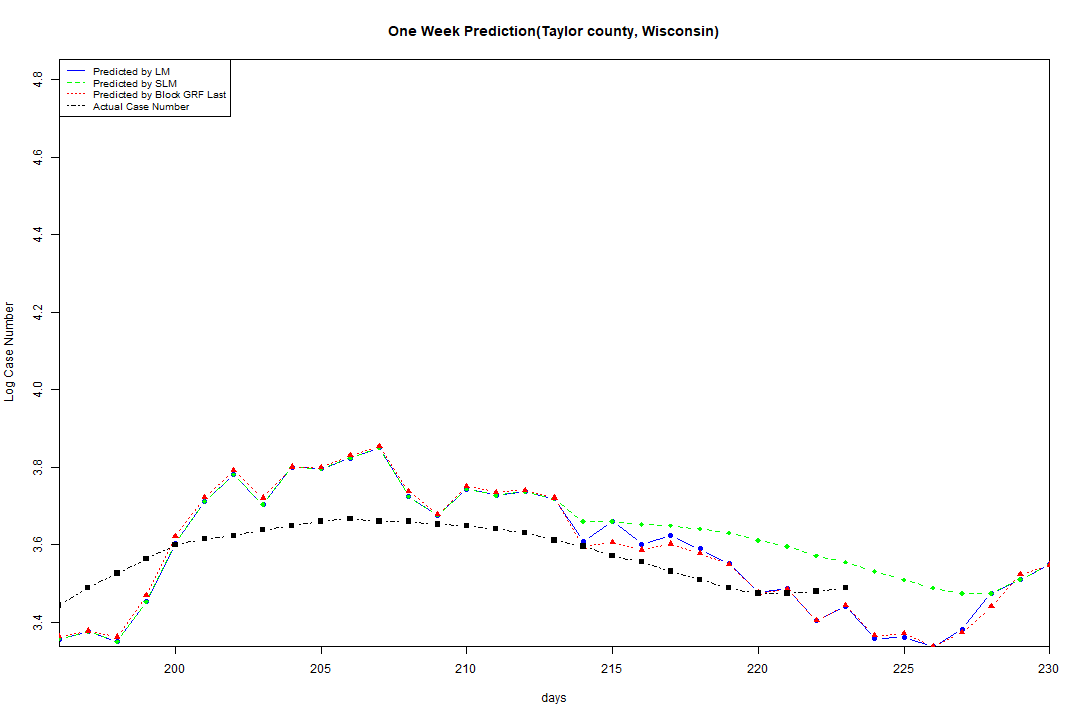 One Week Prediction(Taylor county, Wisconsin)
Predicted by LM
Predicted by SLM
Predicted by Block GRF Last
Actual Case Number
4.8
4.6
4.4
4.2
4.0
3.8
3.6
3.4
Log Case Number
200 205 210 215 220 225 230
days